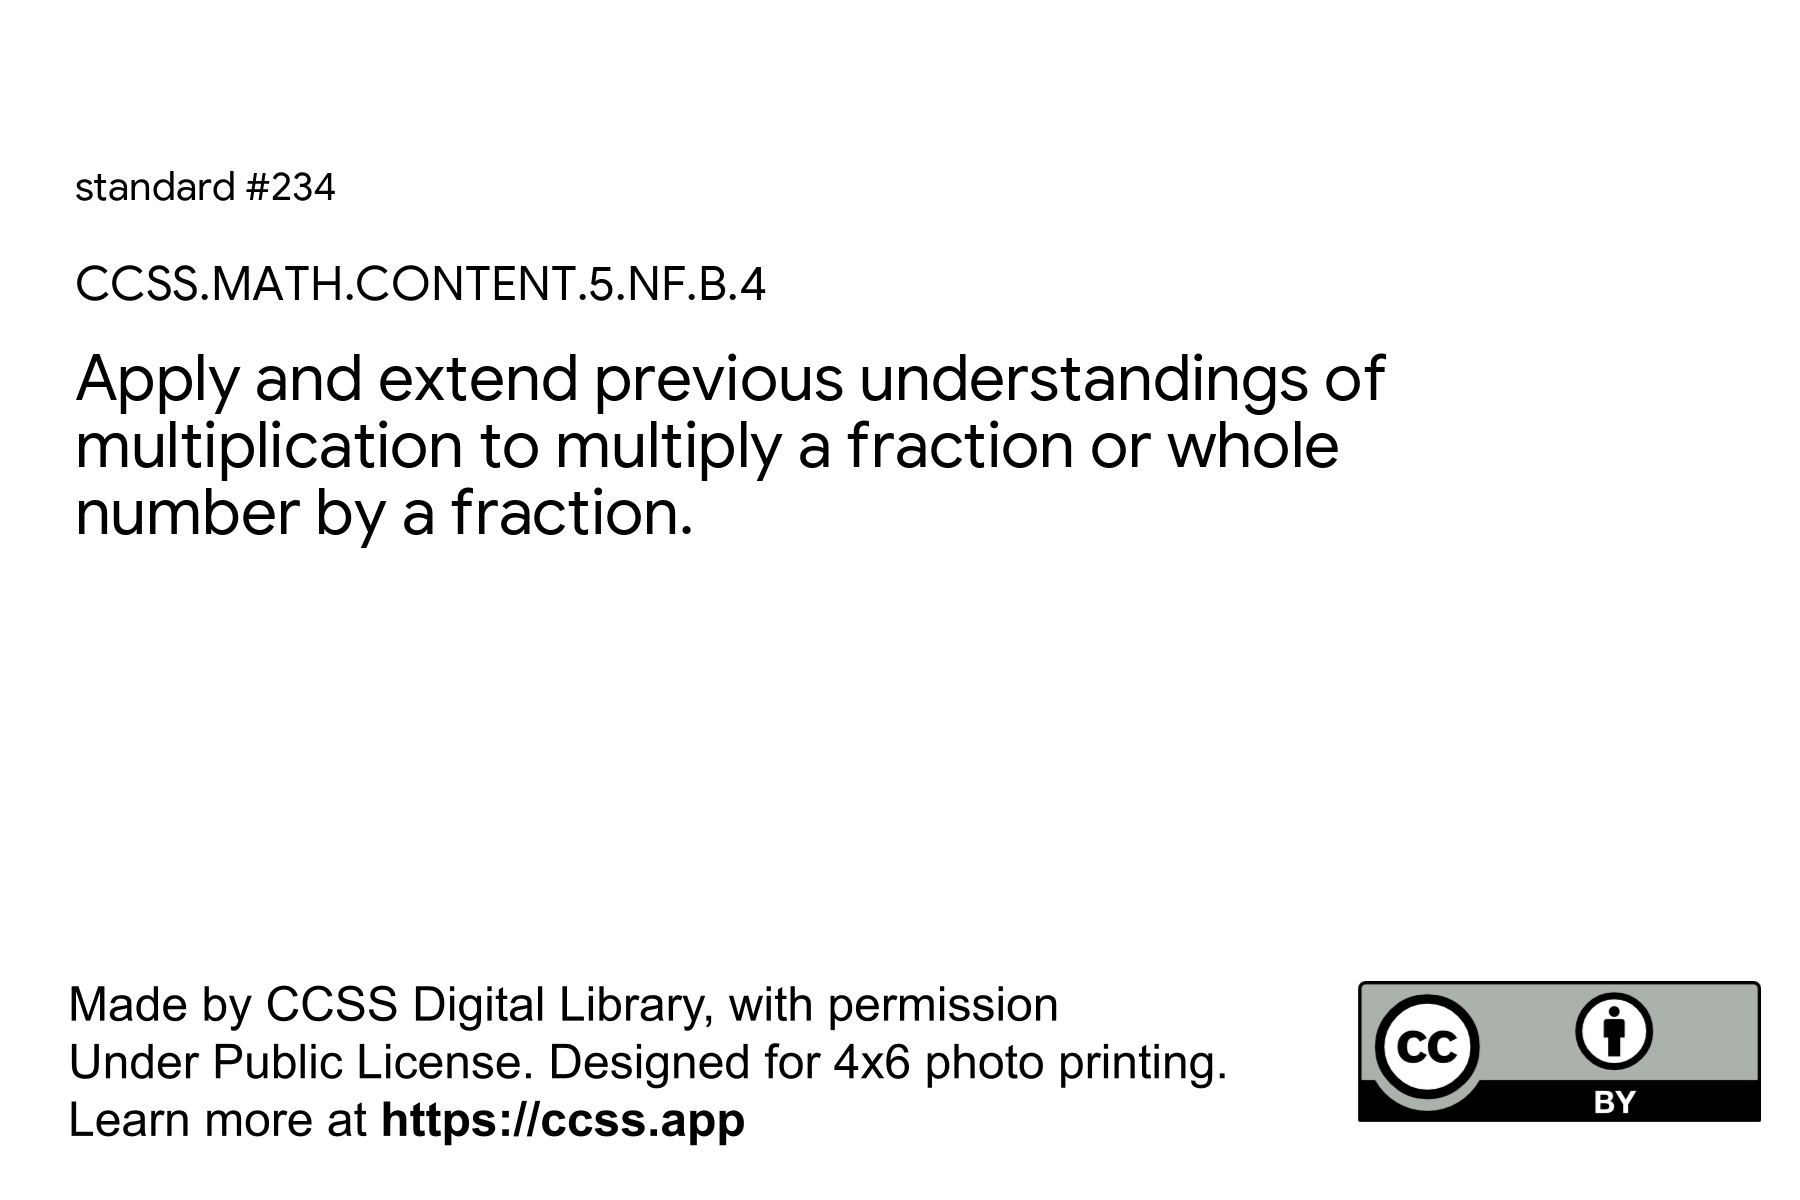 standard #234
CCSS.MATH.CONTENT.5.NF.B.4
Apply and extend previous understandings of
multiplication to multiply a fraction or whole
number by a fraction.
Made by CCSS Digital Library, with permission
Under Public License. Designed for 4x6 photo printing.
Learn more at https://ccss.app
cc
BY